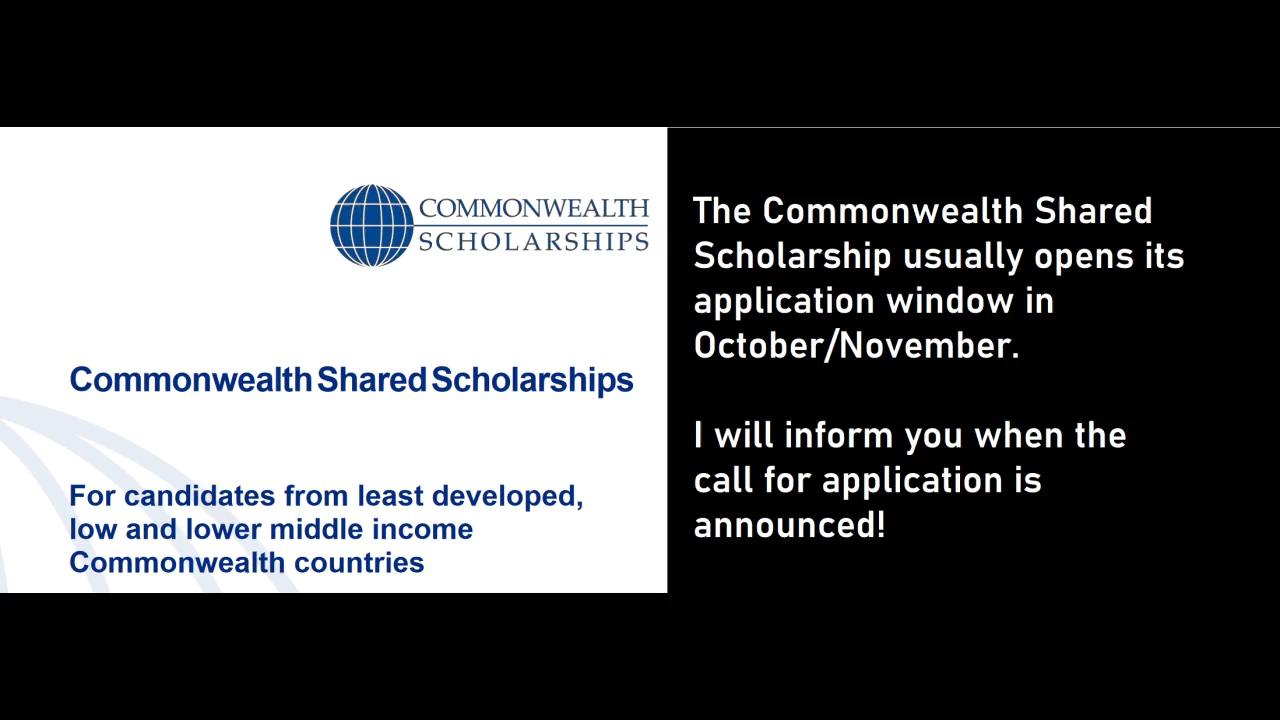 COMMONWEALTH
SCHOLARSHIPS
Commonwealth Shared Scholarships
For candidates from least developed,
low and lower middle income
Commonwealth countries
The Commonwealth Shared
Scholarship usually opens its
application window in
October/November.
I will inform you when the
call for application is
announced!